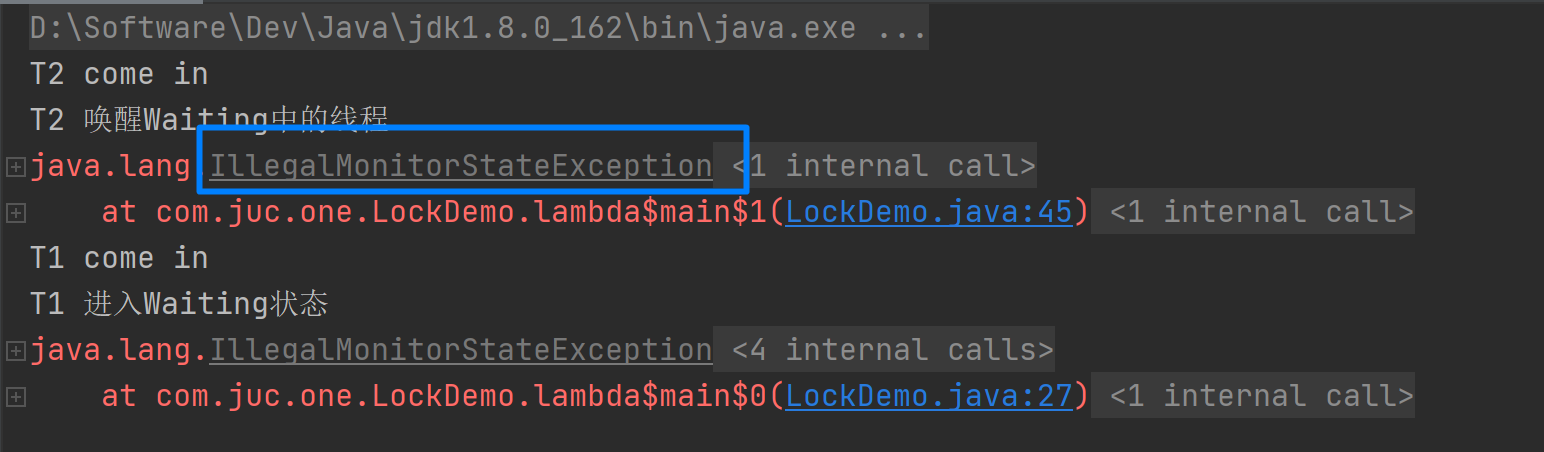 D:\Software\Dev\Java\jdk1.8.0_162\bin\java.exe ...
T2 come in
T2 唤醒Waiting中的线程
java.lang.IllegalMonitorStateException <1 internal call>
at com.juc.one.LockDemo.lambda$main$1(LockDemo.java:45) <1 internal call>
T1 come in
T1 进入Waiting状态
java.lang.IllegalMonitorStateException <4 internal calls>
at com.juc.one.LockDemo.lambda$main$0(LockDemo.java:27) <1 internal call>